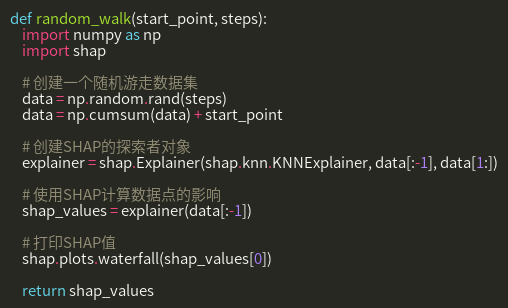 def random_walk(start_point, steps):
import numpy as np
import shap
# 创建一个随机游走数据集
data = np.random.rand(steps)
data = np.cumsum(data) + start_point
# 创建SHAP的探索者对象
explainer = shap.Explainer(shap.knn.KNNExplainer, data[:-1], data[1:])
# 使用SHAP计算数据点的影响
shap_values = explainer(data[:-1])
# 打印SHAP值
shap.plots.waterfall(shap_values[0])
return shap_values